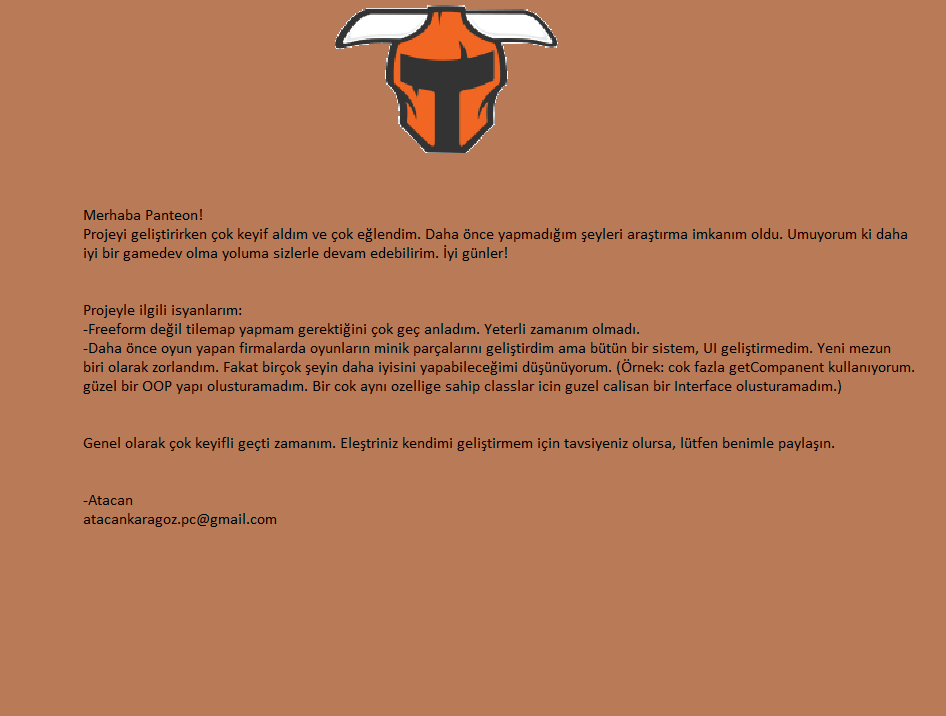 Merhaba Panteon!
Projeyi geliştirirken çok keyif aldım ve çok eğlendim. Daha önce yapmadığım şeyleri araştırma imkanım oldu. Umuyorum ki daha
iyi bir gamedev olma yoluma sizlerle devam edebilirim. İyi günler!
Projeyle ilgili isyanlarım:
-Freeform değil tilemap yapmam gerektiğini çok geç anladım. Yeterli zamanım olmadı.
-Daha önce oyun yapan firmalarda oyunların minik parçalarını geliştirdim ama bütün bir sistem, UI geliştirmedim. Yeni mezun
biri olarak zorlandım. Fakat birçok şeyin daha iyisini yapabileceğimi düşünüyorum. (Örnek: cok fazla getCompanent kullanıyorum.
güzel bir OOP yapı olusturamadım. Bir cok aynı ozellige sahip classlar icin guzel calisan bir Interface olusturamadım.)
Genel olarak çok keyifli geçti zamanım. Eleştriniz kendimi geliştirmem için tavsiyeniz olursa, lütfen benimle paylaşın.
-Atacan
atacankaragoz.pc@gmail.com